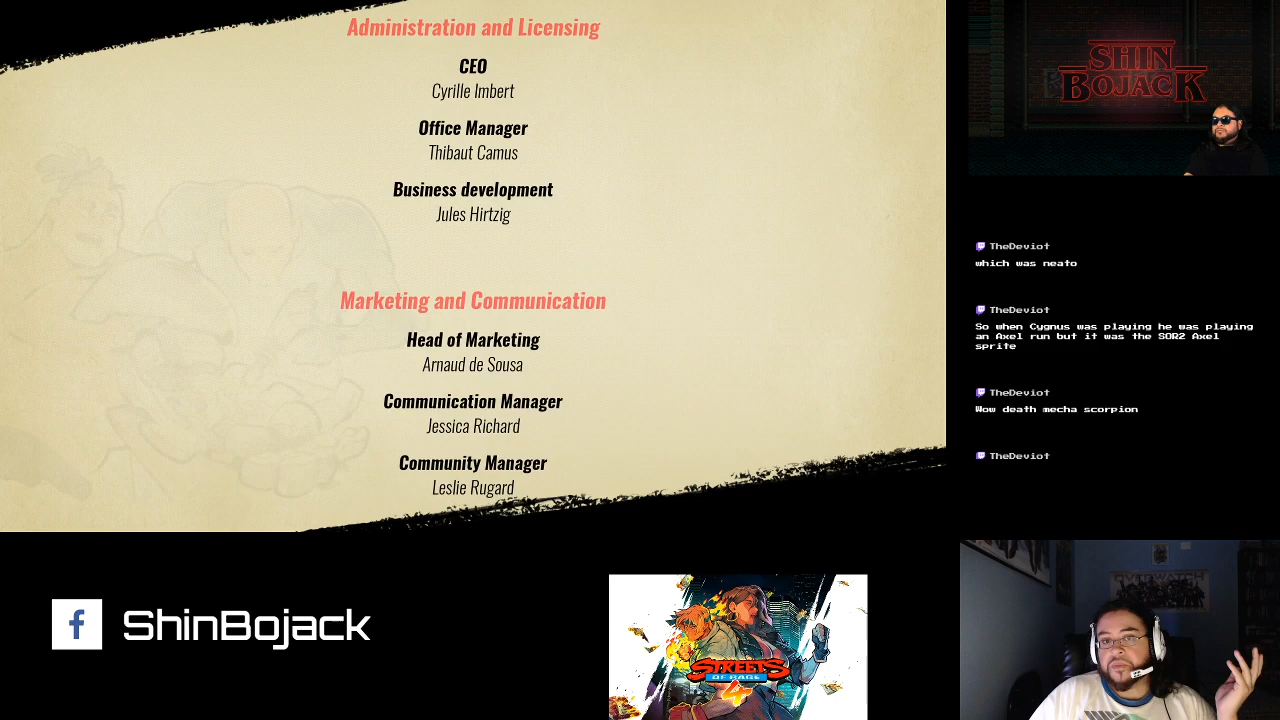 Administration and Licensing
CEO
Cyrille Imbert
Office Manager
Thibaut Camus
Business development
Jules Hirtzig
Marketing and Communication
Head of Marketing
Arnaud de Sousa
Communication Manager
Jessica Richard
Community Manager
Leslie Rugard
SHIN
BOJACK
TheDeviot
which was neato
TheDeviot
So when Cygnus was playing he was playing
an Axel run but it was the SOR2 Axel
sprite
TheDeviot
Wow death mecha scorpion
TheDeviot
f ShinBojack
STREETS
OF RAGE
4
OVERWATCH